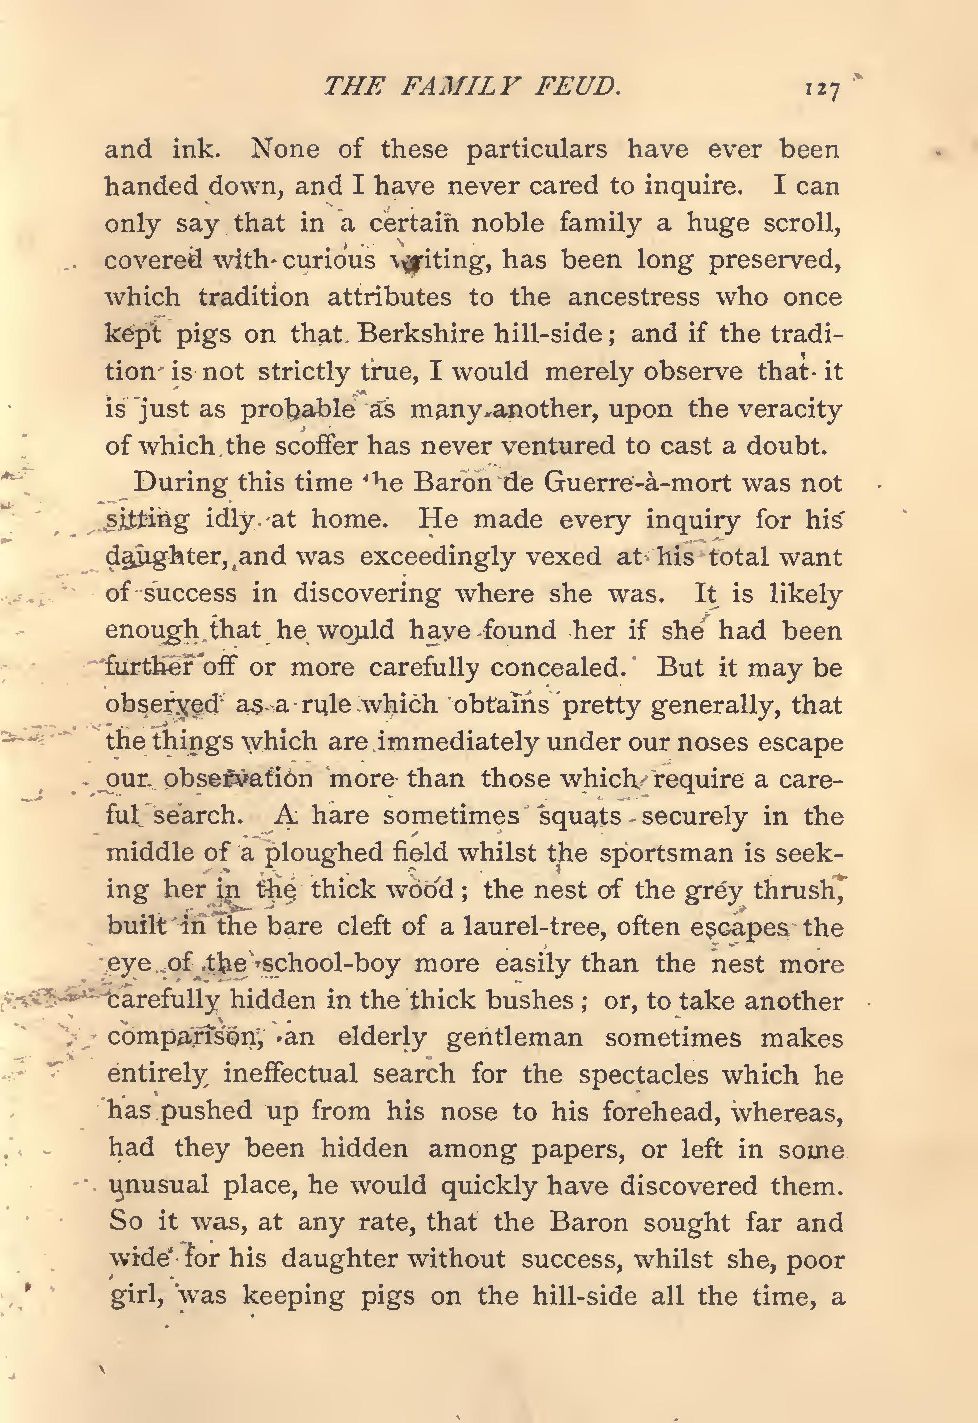 THE FAMILY FEUD. 127
and ink. None of these particulars have ever been
handed down, and I have never cared to inquire. I can
only say that in a certain noble family a huge scroll,
covered with curious writing, has been long preserved,
which tradition attributes to the ancestress who once
kept pigs on that Berkshire hill-side; and if the tradi-
tion is not strictly true, I would merely observe that it
is just as probable as many another, upon the veracity
of which the scoffer has never ventured to cast a doubt.
During this time the Baron de Guerre-à-mort was not
sitting idly at home. He made every inquiry for his
daughter, and was exceedingly vexed at his total want
of success in discovering where she was. It is likely
enough that he would have found her if she had been
further off or more carefully concealed. But it may be
observed as a rule which obtains pretty generally, that
the things which are immediately under our noses escape
our observation more than those which require a care-
ful search. A hare sometimes squats securely in the
middle of a ploughed field whilst the sportsman is seek-
ing her in the thick wood; the nest of the grey thrush,
built in the bare cleft of a laurel-tree, often escapes the
eye of the school-boy more easily than the nest more
carefully hidden in the thick bushes; or, to take another
comparison, an elderly gentleman sometimes makes
entirely ineffectual search for the spectacles which he
has pushed up from his nose to his forehead, whereas,
had they been hidden among papers, or left in some
unusual place, he would quickly have discovered them.
So it was, at any rate, that the Baron sought far and
wide for his daughter without success, whilst she, poor
girl, was keeping pigs on the hill-side all the time, a